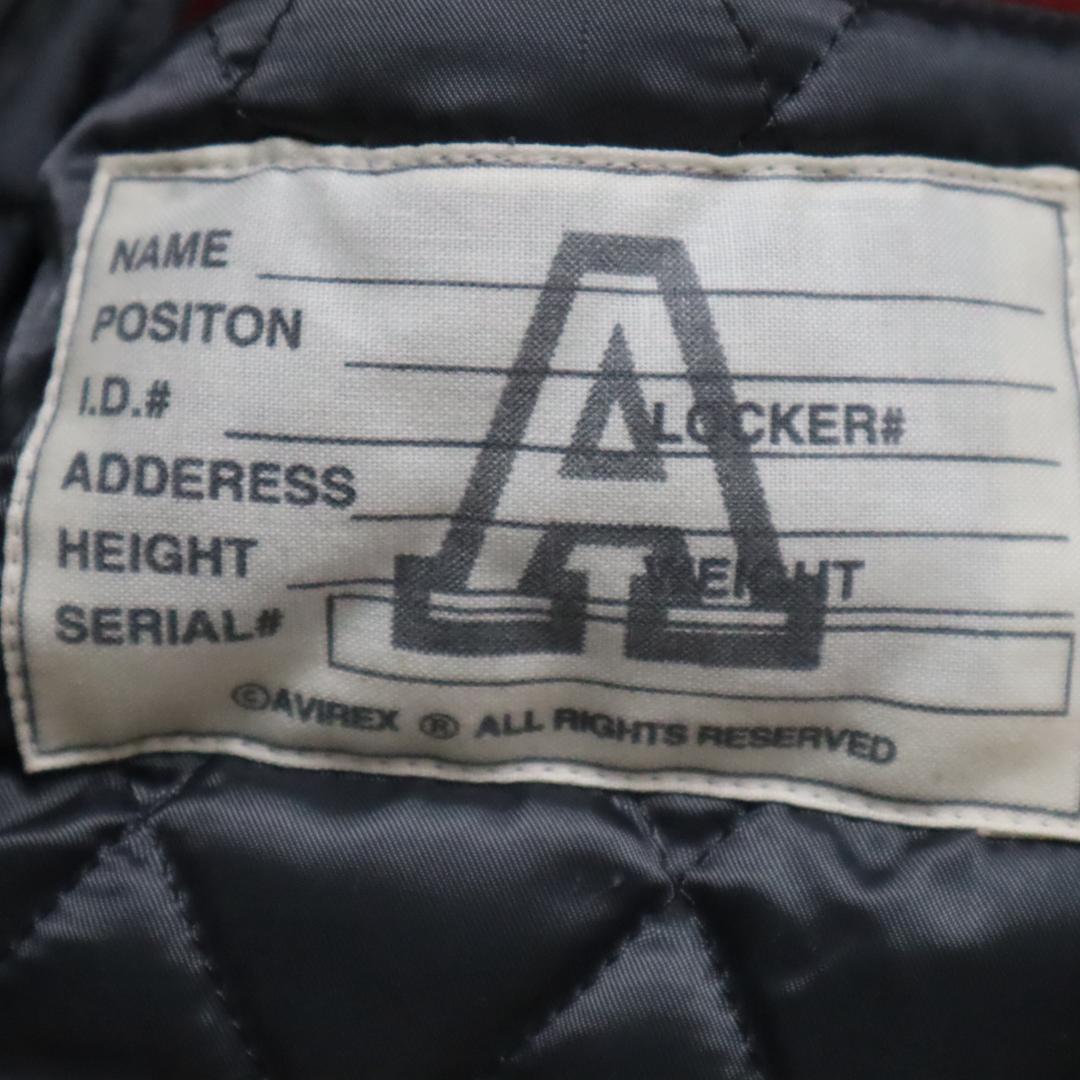 NAME
POSITON
I.D.# LOCKER#
ADDERESS
HEIGHT WEIGHT
SERIAL#
©AVIREX ® ALL RIGHTS RESERVED
A